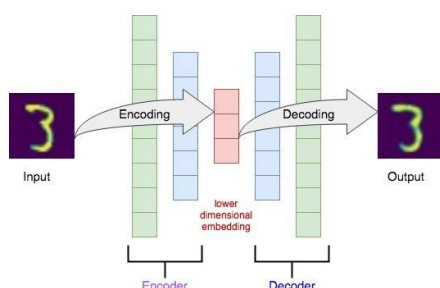 Encoding
Decoding
Input
Output
lower
dimensional
embedding
Encoder
Decoder